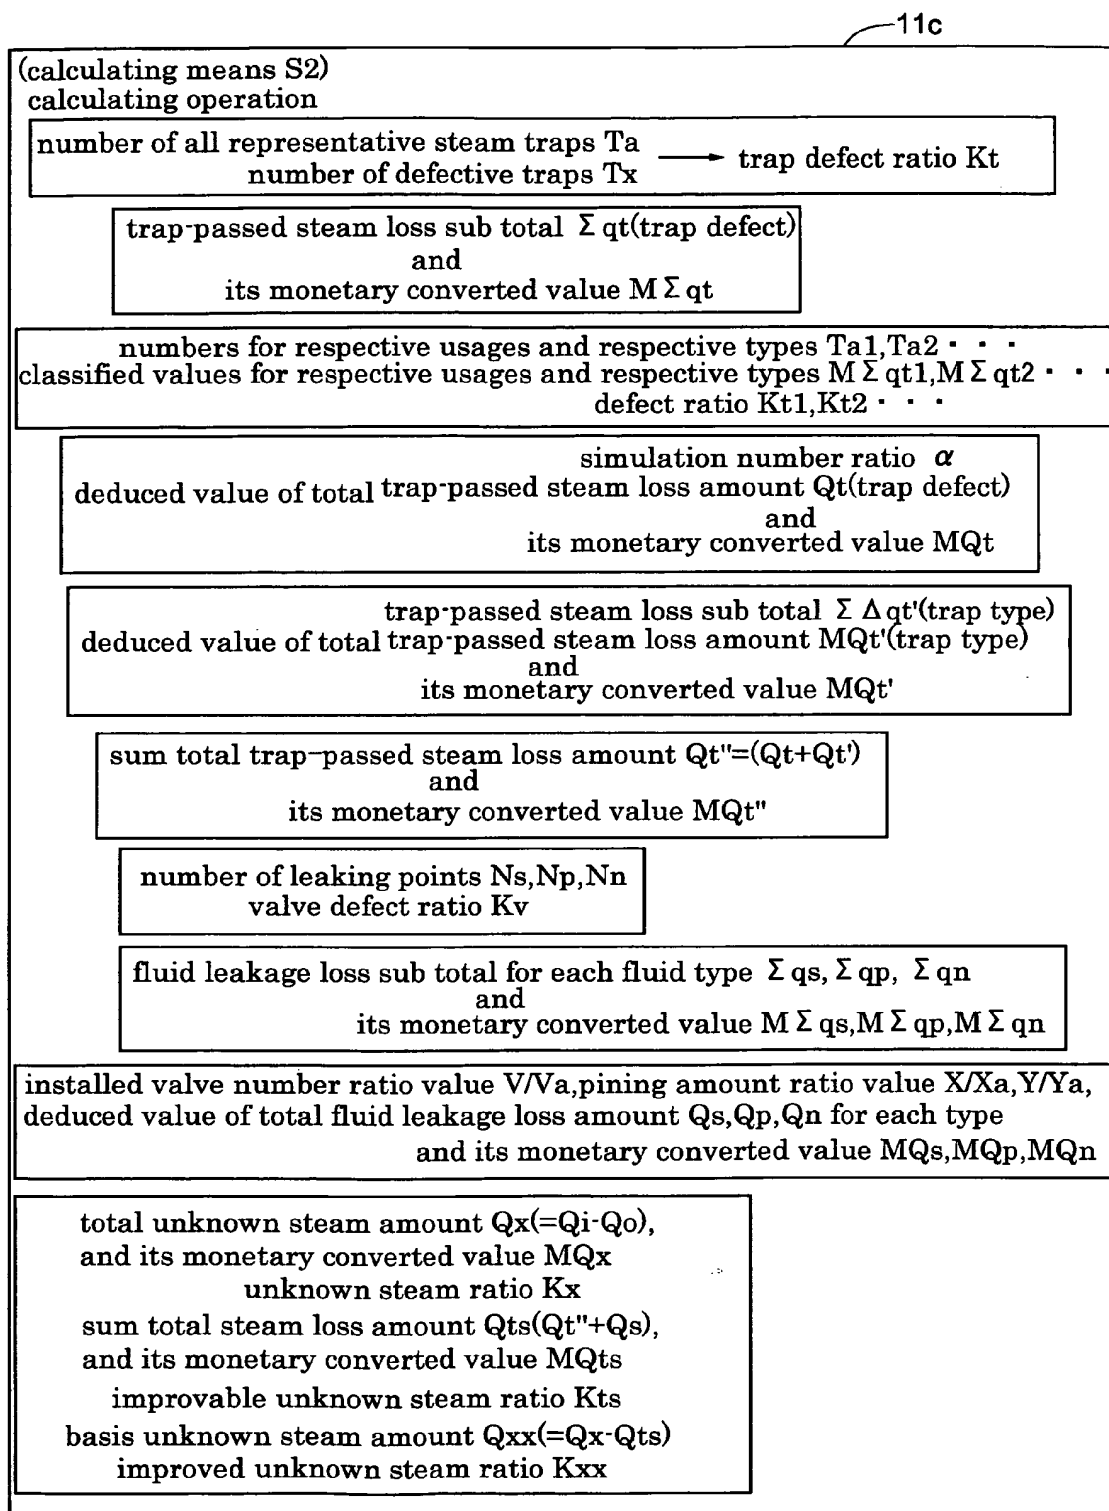 11c
(calculating means S2)
calculating operation
number of all representative steam traps Ta
number of defective traps Tx
→ trap defect ratio Kt
trap-passed steam loss sub total Σqt(trap defect)
and
its monetary converted value MΣqt
numbers for respective usages and respective types Ta1,Ta2・・・
classified values for respective usages and respective types MΣqt1,MΣqt2・・・
defect ratio Kt1,Kt2・・・
simulation number ratio α
deduced value of total trap-passed steam loss amount Qt(trap defect)
and
its monetary converted value MQt
trap-passed steam loss sub total ΣΔqt'(trap type)
deduced value of total trap-passed steam loss amount MQt'(trap type)
and
its monetary converted value MQt'
sum total trap-passed steam loss amount Qt"=(Qt+Qt')
and
its monetary converted value MQt"
number of leaking points Ns,Np,Nn
valve defect ratio Kv
fluid leakage loss sub total for each fluid type Σqs,Σqp, Σqn
and
its monetary converted value MΣqs,MΣqp,MΣqn
installed valve number ratio value V/Va,pining amount ratio value X/Xa,Y/Ya,
deduced value of total fluid leakage loss amount Qs,Qp,Qn for each type
and its monetary converted value MQs,MQp,MQn
total unknown steam amount Qx(=Qi-Qo),
and its monetary converted value MQx
unknown steam ratio Kx
sum total steam loss amount Qts(Qt"+Qs),
and its monetary converted value MQts
improvable unknown steam ratio Kts
basis unknown steam amount Qxx(=Qx-Qts)
improved unknown steam ratio Kxx